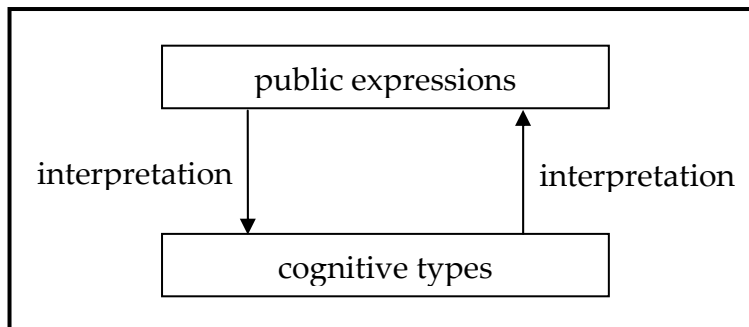 public expressions
interpretation
interpretation
cognitive types